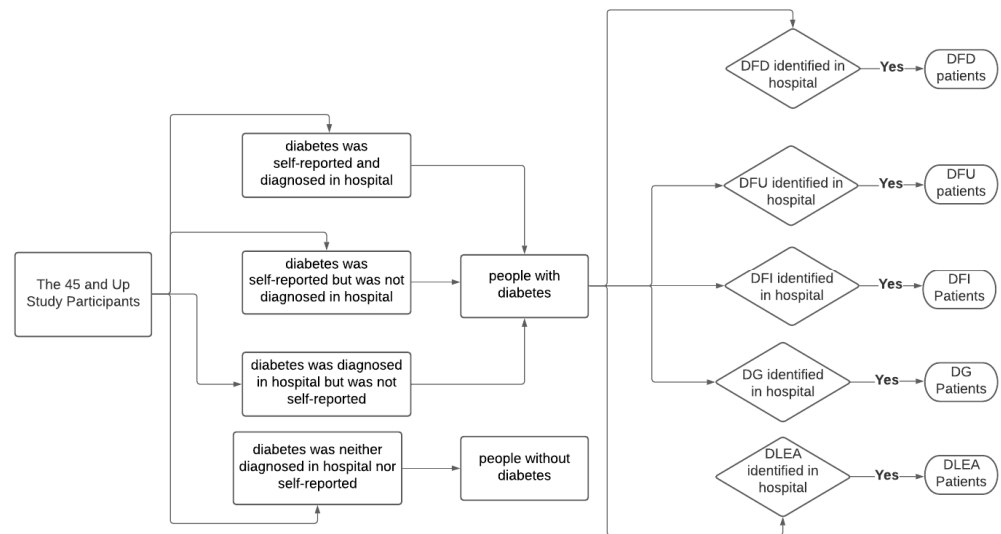 The 45 and Up
Study Participants
diabetes was
self-reported and
diagnosed in hospital
diabetes was
self-reported but was not
diagnosed in hospital
diabetes was diagnosed
in hospital but was not
self-reported
diabetes was neither
diagnosed in hospital nor
self-reported
people with
diabetes
people without
diabetes
DFD identified in
hospital
Yes
DFD
patients
DFU identified in
hospital
Yes
DFU
patients
DFI identified
in hospital
Yes
DFI
Patients
DG identified
in hospital
Yes
DG
Patients
DLEA
identified in
hospital
Yes
DLEA
Patients